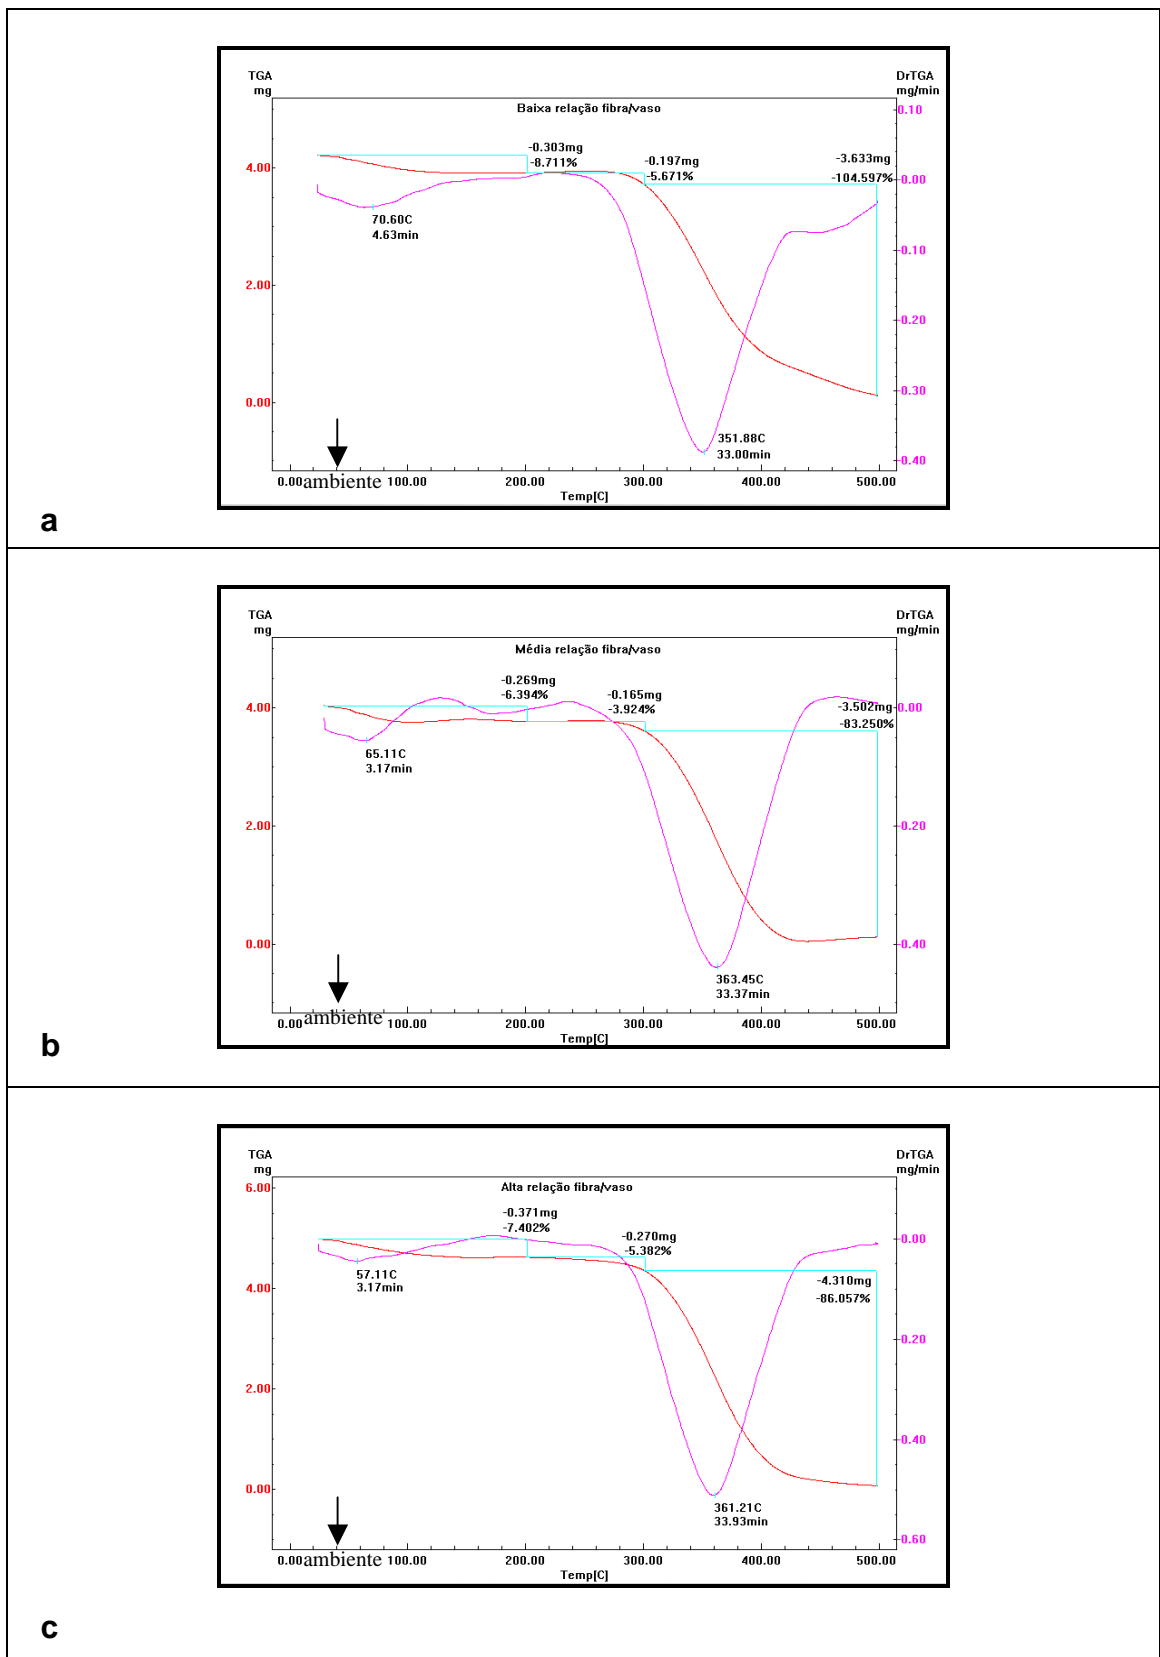 TGA
mg
DrTGA
mg/min
Baixa relação fibra/vaso
0.10
-0.303mg
-8.711%
-0.197mg
-5.671%
-3.633mg
-104.597%
4.00
0.00
70.60C
4.63min
-0.10
2.00
-0.20
-0.30
0.00
351.88C
33.00min
-0.40
0.00 ambiente 100.00 200.00 300.00 400.00 500.00
Temp[C]
a
TGA
mg
DrTGA
mg/min
Média relação fibra/vaso
-0.269mg
-6.394%
-0.165mg
-3.924%
-3.502mg
-83.250%
4.00
0.00
65.11C
3.17min
2.00
-0.20
0.00
-0.40
363.45C
33.37min
0.00 ambiente 100.00 200.00 300.00 400.00 500.00
Temp[C]
b
TGA
mg
DrTGA
mg/min
6.00
Alta relação fibra/vaso
-0.371mg
-7.402%
-0.270mg
-5.382%
0.00
57.11C
3.17min
-4.310mg
-86.057%
4.00
-0.20
2.00
-0.40
0.00
361.21C
33.93min
-0.60
0.00 ambiente 100.00 200.00 300.00 400.00 500.00
Temp[C]
c